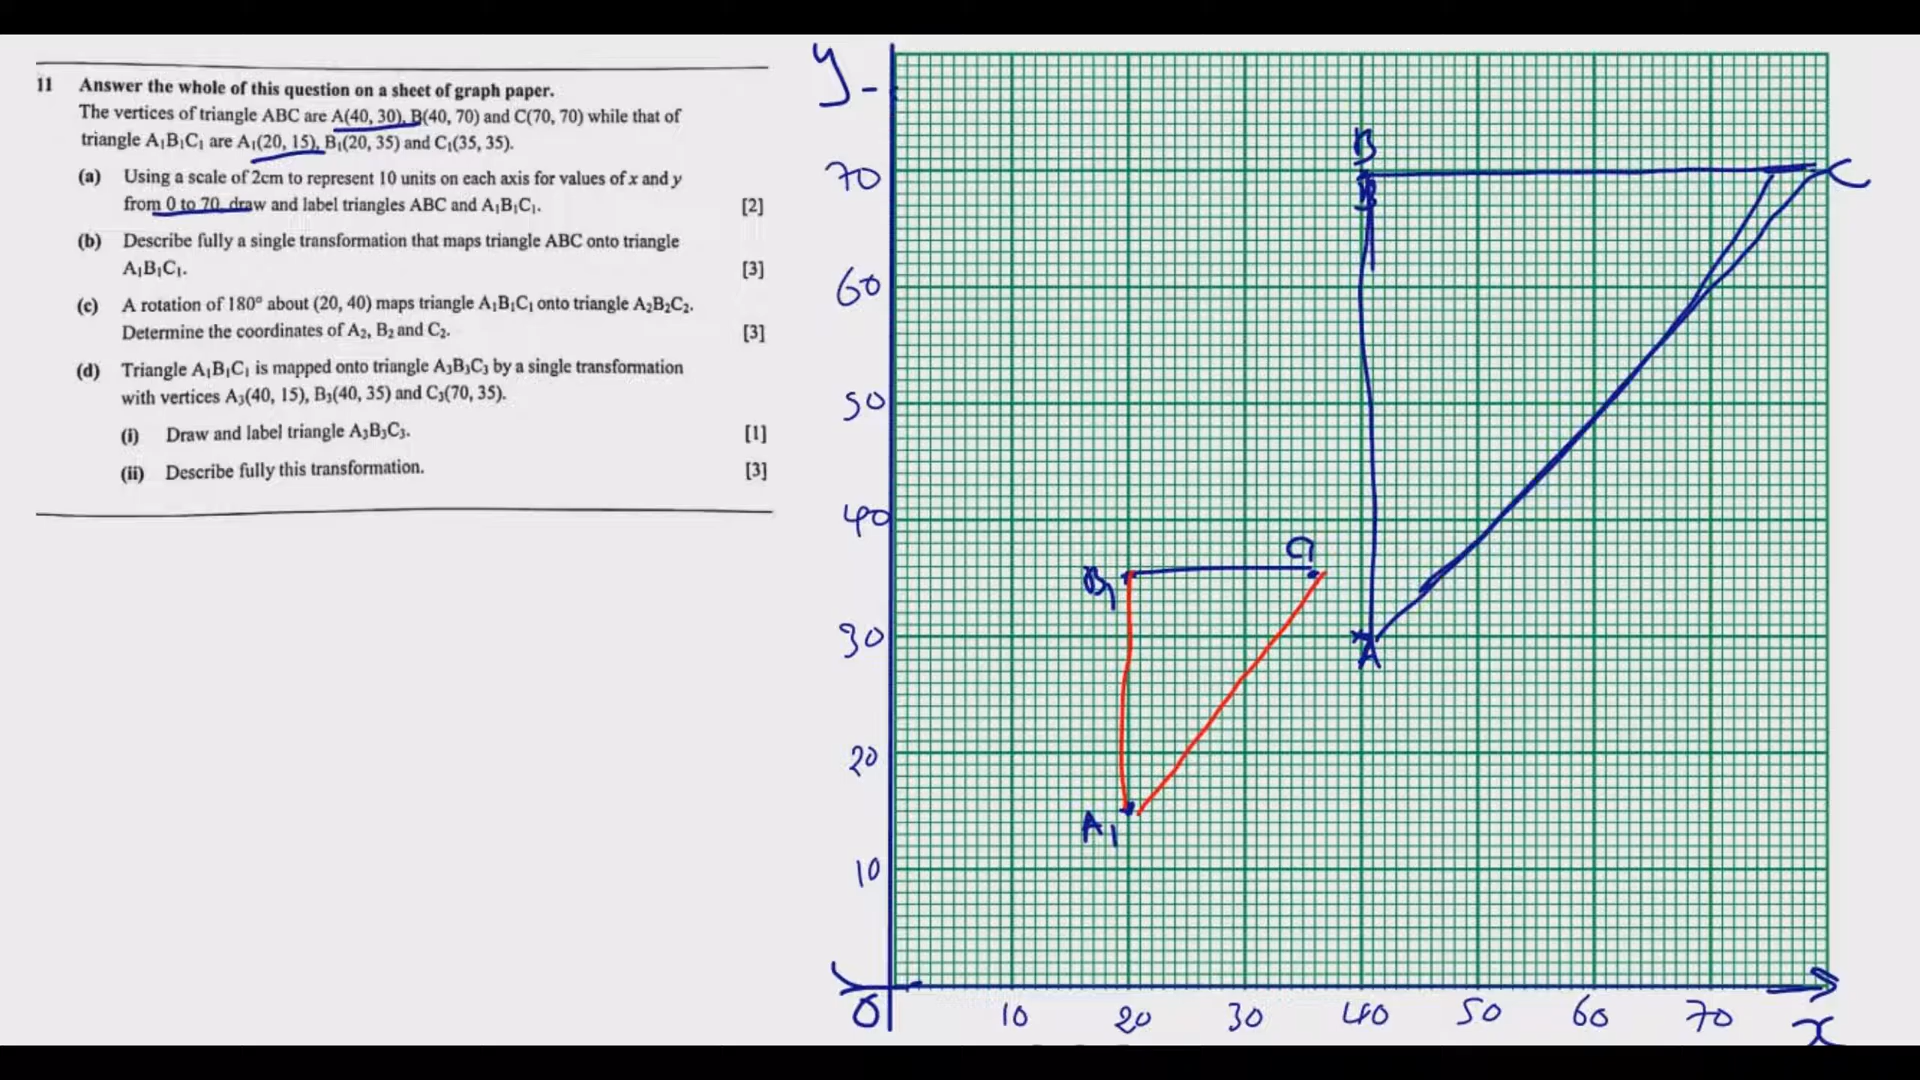 11 Answer the whole of this question on a sheet of graph paper.
The vertices of triangle ABC are A(40, 30), B(40, 70) and C(70, 70) while that of
triangle A₁B₁C₁ are A₁(20, 15), B₁(20, 35) and C₁(35, 35).
(a) Using a scale of 2cm to represent 10 units on each axis for values of x and y
from 0 to 70, draw and label triangles ABC and A₁B₁C₁. [2]
(b) Describe fully a single transformation that maps triangle ABC onto triangle
A₁B₁C₁. [3]
(c) A rotation of 180° about (20, 40) maps triangle A₁B₁C₁ onto triangle A₂B₂C₂.
Determine the coordinates of A₂, B₂ and C₂. [3]
(d) Triangle A₁B₁C₁ is mapped onto triangle A₃B₃C₃ by a single transformation
with vertices A₃(40, 15), B₃(40, 35) and C₃(70, 35).
(i) Draw and label triangle A₃B₃C₃. [1]
(ii) Describe fully this transformation. [3]
y
B
70
C
60
50
40
B₁
30
A
20
A₁
10
0 10 20 30 40 50 60 70
x